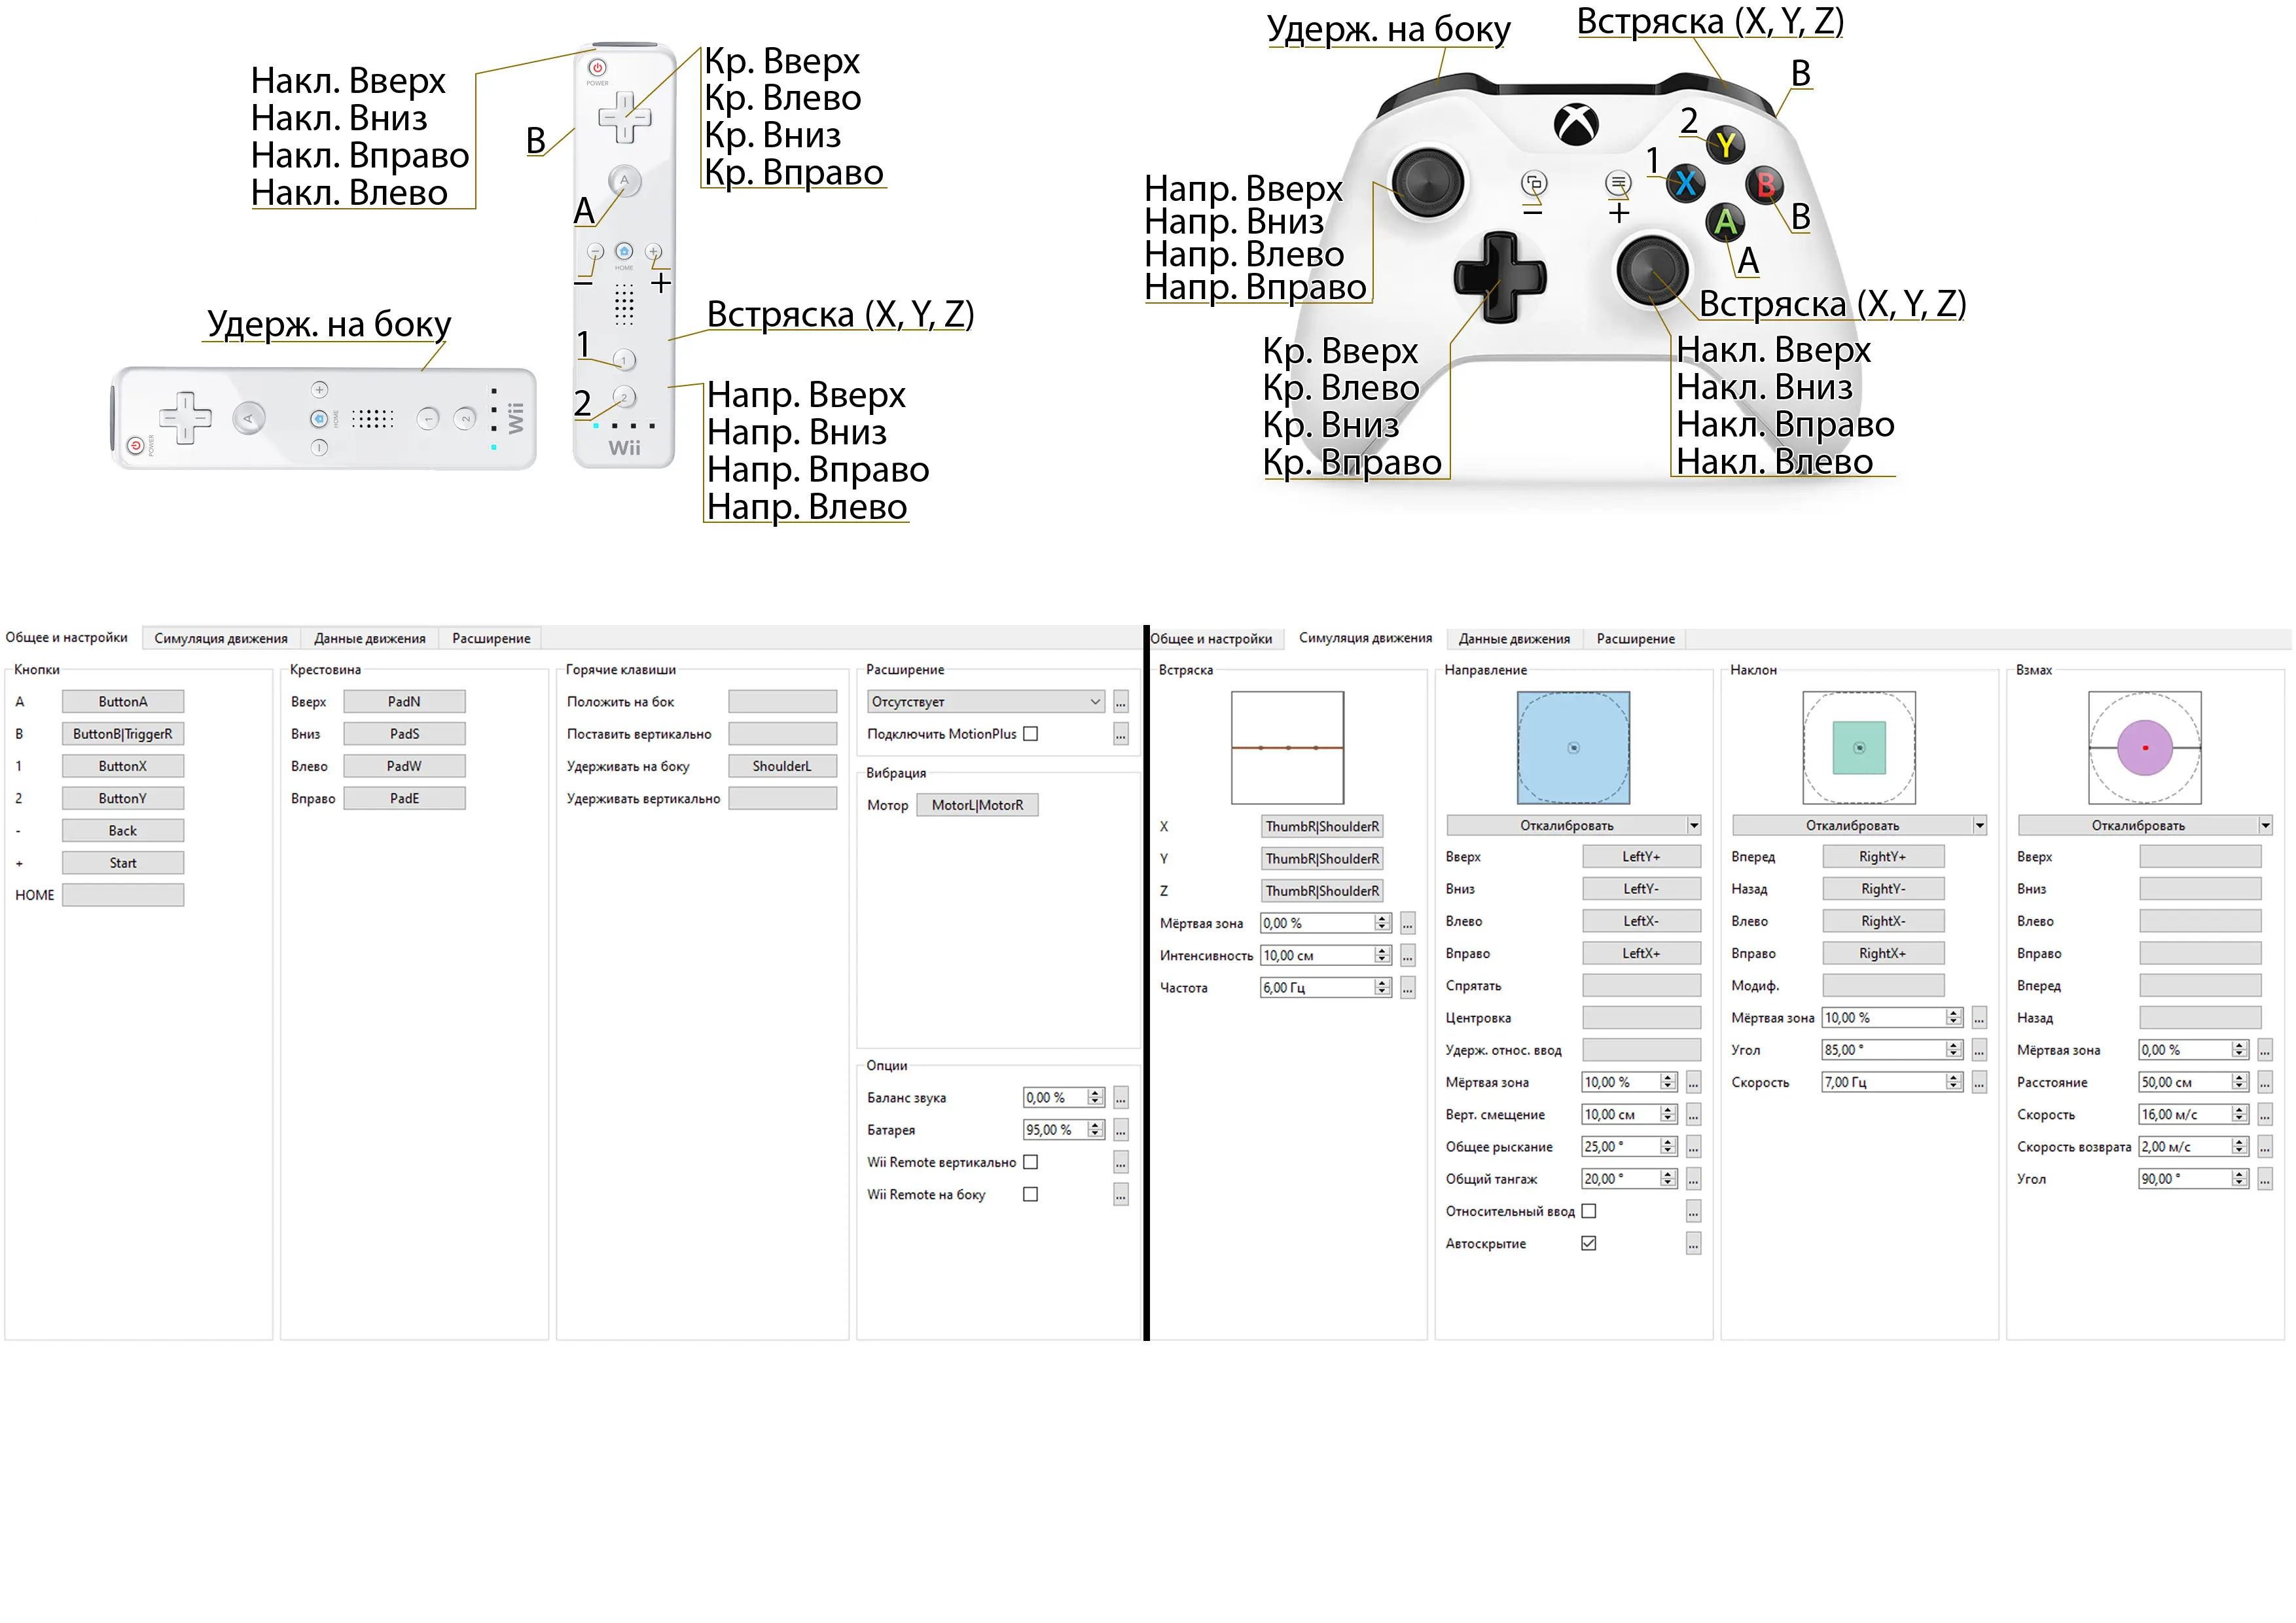 Накл. Вверх
Накл. Вниз
Накл. Вправо
Накл. Влево
POWER
B
A
−
HOME
+
1
2
Wii
Кр. Вверх
Кр. Влево
Кр. Вниз
Кр. Вправо
Встряска (X, Y, Z)
Напр. Вверх
Напр. Вниз
Напр. Вправо
Напр. Влево
Удерж. на боку
POWER
A
HOME
1
2
Wii
Удерж. на боку
Встряска (X, Y, Z)
B
2
Y
1
X
B
B
A
A
−
+
Напр. Вверх
Напр. Вниз
Напр. Влево
Напр. Вправо
Кр. Вверх
Кр. Влево
Кр. Вниз
Кр. Вправо
Встряска (X, Y, Z)
Накл. Вверх
Накл. Вниз
Накл. Вправо
Накл. Влево
Общее и настройки Симуляция движения Данные движения Расширение
Кнопки
A ButtonA
B ButtonB|TriggerR
1 ButtonX
2 ButtonY
- Back
+ Start
HOME
Крестовина
Вверх PadN
Вниз PadS
Влево PadW
Вправо PadE
Горячие клавиши
Положить на бок
Поставить вертикально
Удерживать на боку ShoulderL
Удерживать вертикально
Расширение
Отсутствует ...
Подключить MotionPlus ...
Вибрация
Мотор MotorL|MotorR
Опции
Баланс звука 0,00 % ...
Батарея 95,00 % ...
Wii Remote вертикально ...
Wii Remote на боку ...
Общее и настройки Симуляция движения Данные движения Расширение
Встряска
X ThumbR|ShoulderR
Y ThumbR|ShoulderR
Z ThumbR|ShoulderR
Мёртвая зона 0,00 % ...
Интенсивность 10,00 см ...
Частота 6,00 Гц ...
Направление
Откалибровать
Вверх LeftY+
Вниз LeftY-
Влево LeftX-
Вправо LeftX+
Спрятать
Центровка
Удерж. относ. ввод
Мёртвая зона 10,00 % ...
Верт. смещение 10,00 см ...
Общее рыскание 25,00 ° ...
Общий тангаж 20,00 ° ...
Относительный ввод ...
Автоскрытие ...
Наклон
Откалибровать
Вперед RightY+
Назад RightY-
Влево RightX-
Вправо RightX+
Модиф.
Мёртвая зона 10,00 % ...
Угол 85,00 ° ...
Скорость 7,00 Гц ...
Взмах
Откалибровать
Вверх
Вниз
Влево
Вправо
Вперед
Назад
Мёртвая зона 0,00 % ...
Расстояние 50,00 см ...
Скорость 16,00 м/с ...
Скорость возврата 2,00 м/с ...
Угол 90,00 ° ...